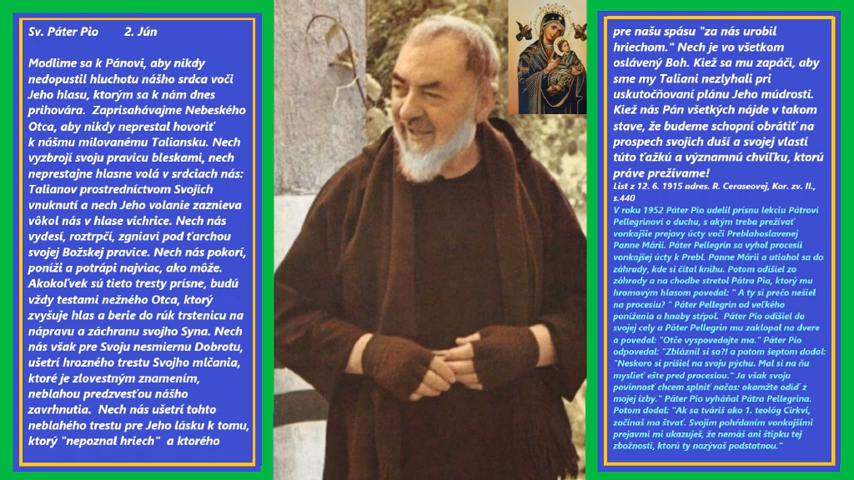 Sv. Páter Pio 2. Jún
Modlime sa k Pánovi, aby nikdy
nedopustil hluchotu nášho srdca voči
Jeho hlasu, ktorým sa k nám dnes
prihovára. Zaprisahávajme Nebeského
Otca, aby nikdy neprestal hovoriť
k nášmu milovanému Taliansku. Nech
vyzbrojí svoju pravicu bleskami, nech
neprestajne hlasne volá v srdciach nás:
Talianov prostredníctvom Svojich
vnuknutí a nech Jeho volanie zaznieva
vôkol nás v hlase víchrice. Nech nás
vydesí, roztrpčí, zgniavi pod ťarchou
svojej Božskej pravice. Nech nás pokorí,
poníži a potrápi najviac, ako môže.
Akokoľvek sú tieto tresty prísne, budú
vždy testami nežného Otca, ktorý
zvyšuje hlas a berie do rúk trstenicu na
nápravu a záchranu svojho Syna. Nech
nás však pre Svoju nesmiernu Dobrotu,
ušetrí hrozného trestu Svojho mlčania,
ktoré je zlovestným znamením,
neblahou predzvesťou nášho
zavrhnutia. Nech nás ušetrí tohto
neblahého trestu pre Jeho lásku k tomu,
ktorý "nepoznal hriech" a ktorého
pre našu spásu "za nás urobil
hriechom." Nech je vo všetkom
oslávený Boh. Kiež sa mu zapáči, aby
sme my Taliani nezlyhali pri
uskutočňovaní plánu Jeho múdrosti.
Kiež nás Pán všetkých nájde v takom
stave, že budeme schopní obrátiť na
prospech svojich duší a svojej vlasti
túto ťažkú a významnú chvíľku, ktorú
práve prežívame!
List z 12. 6. 1915 adres. R. Ceraseovej, Kor. zv. II.,
s.440
V roku 1952 Páter Pio udelil prísnu lekciu Pátrovi
Pellegrinovi o duchu, s akým treba prežívať
vonkajšie prejavy úcty voči Preblahoslavenej
Panne Márii. Páter Pellegrin sa vyhol procesii
vonkajšej úcty k Prebl. Panne Márii a utiahol sa do
záhrady, kde si čítal knihu. Potom odišiel zo
záhrady a na chodbe stretol Pátra Pia, ktorý mu
hromovým hlasom povedal: " A ty si prečo nešiel
na procesiu? " Páter Pellegrin od veľkého
poníženia a hnaby stŕpol. Páter Pio odišiel do
svojej cely a Páter Pellegrin mu zaklopal na dvere
a povedal: "Otče vyspovedajte ma." Páter Pio
odpovedal: "Zbláznil si sa?! a potom šeptom dodal:
"Neskoro si prišiel na svoju pýchu. Mal si na ňu
myslieť ešte pred procesiou." Ja však svoju
povinnosť chcem splniť načas: okamžte odíď z
mojej izby." Páter Pio vyháňal Pátra Pellegrina.
Potom dodal: "Ak sa tváriš ako 1. teológ Cirkvi,
začínaš ma štvať. Svojím pohŕdaním vonkajšími
prejavmi mi ukazuješ, že nemáš ani štipku tej
zbožnosti, ktorú ty nazývaš podstatnou."